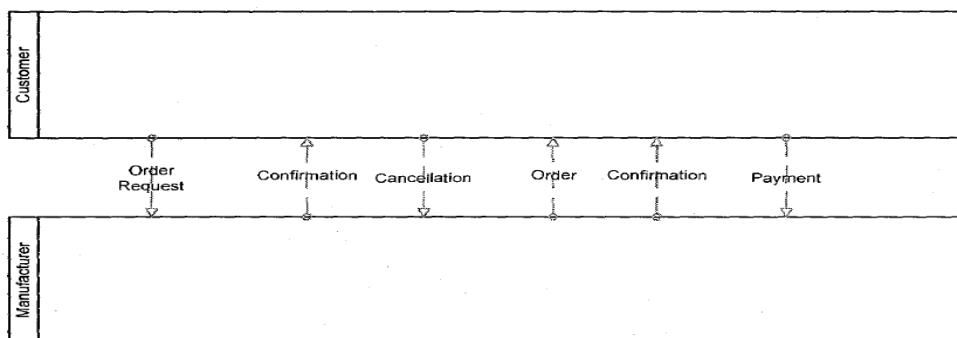 Customer
Order
Request
Confirmation
Cancellation
Order
Confirmation
Payment
Manufacturer